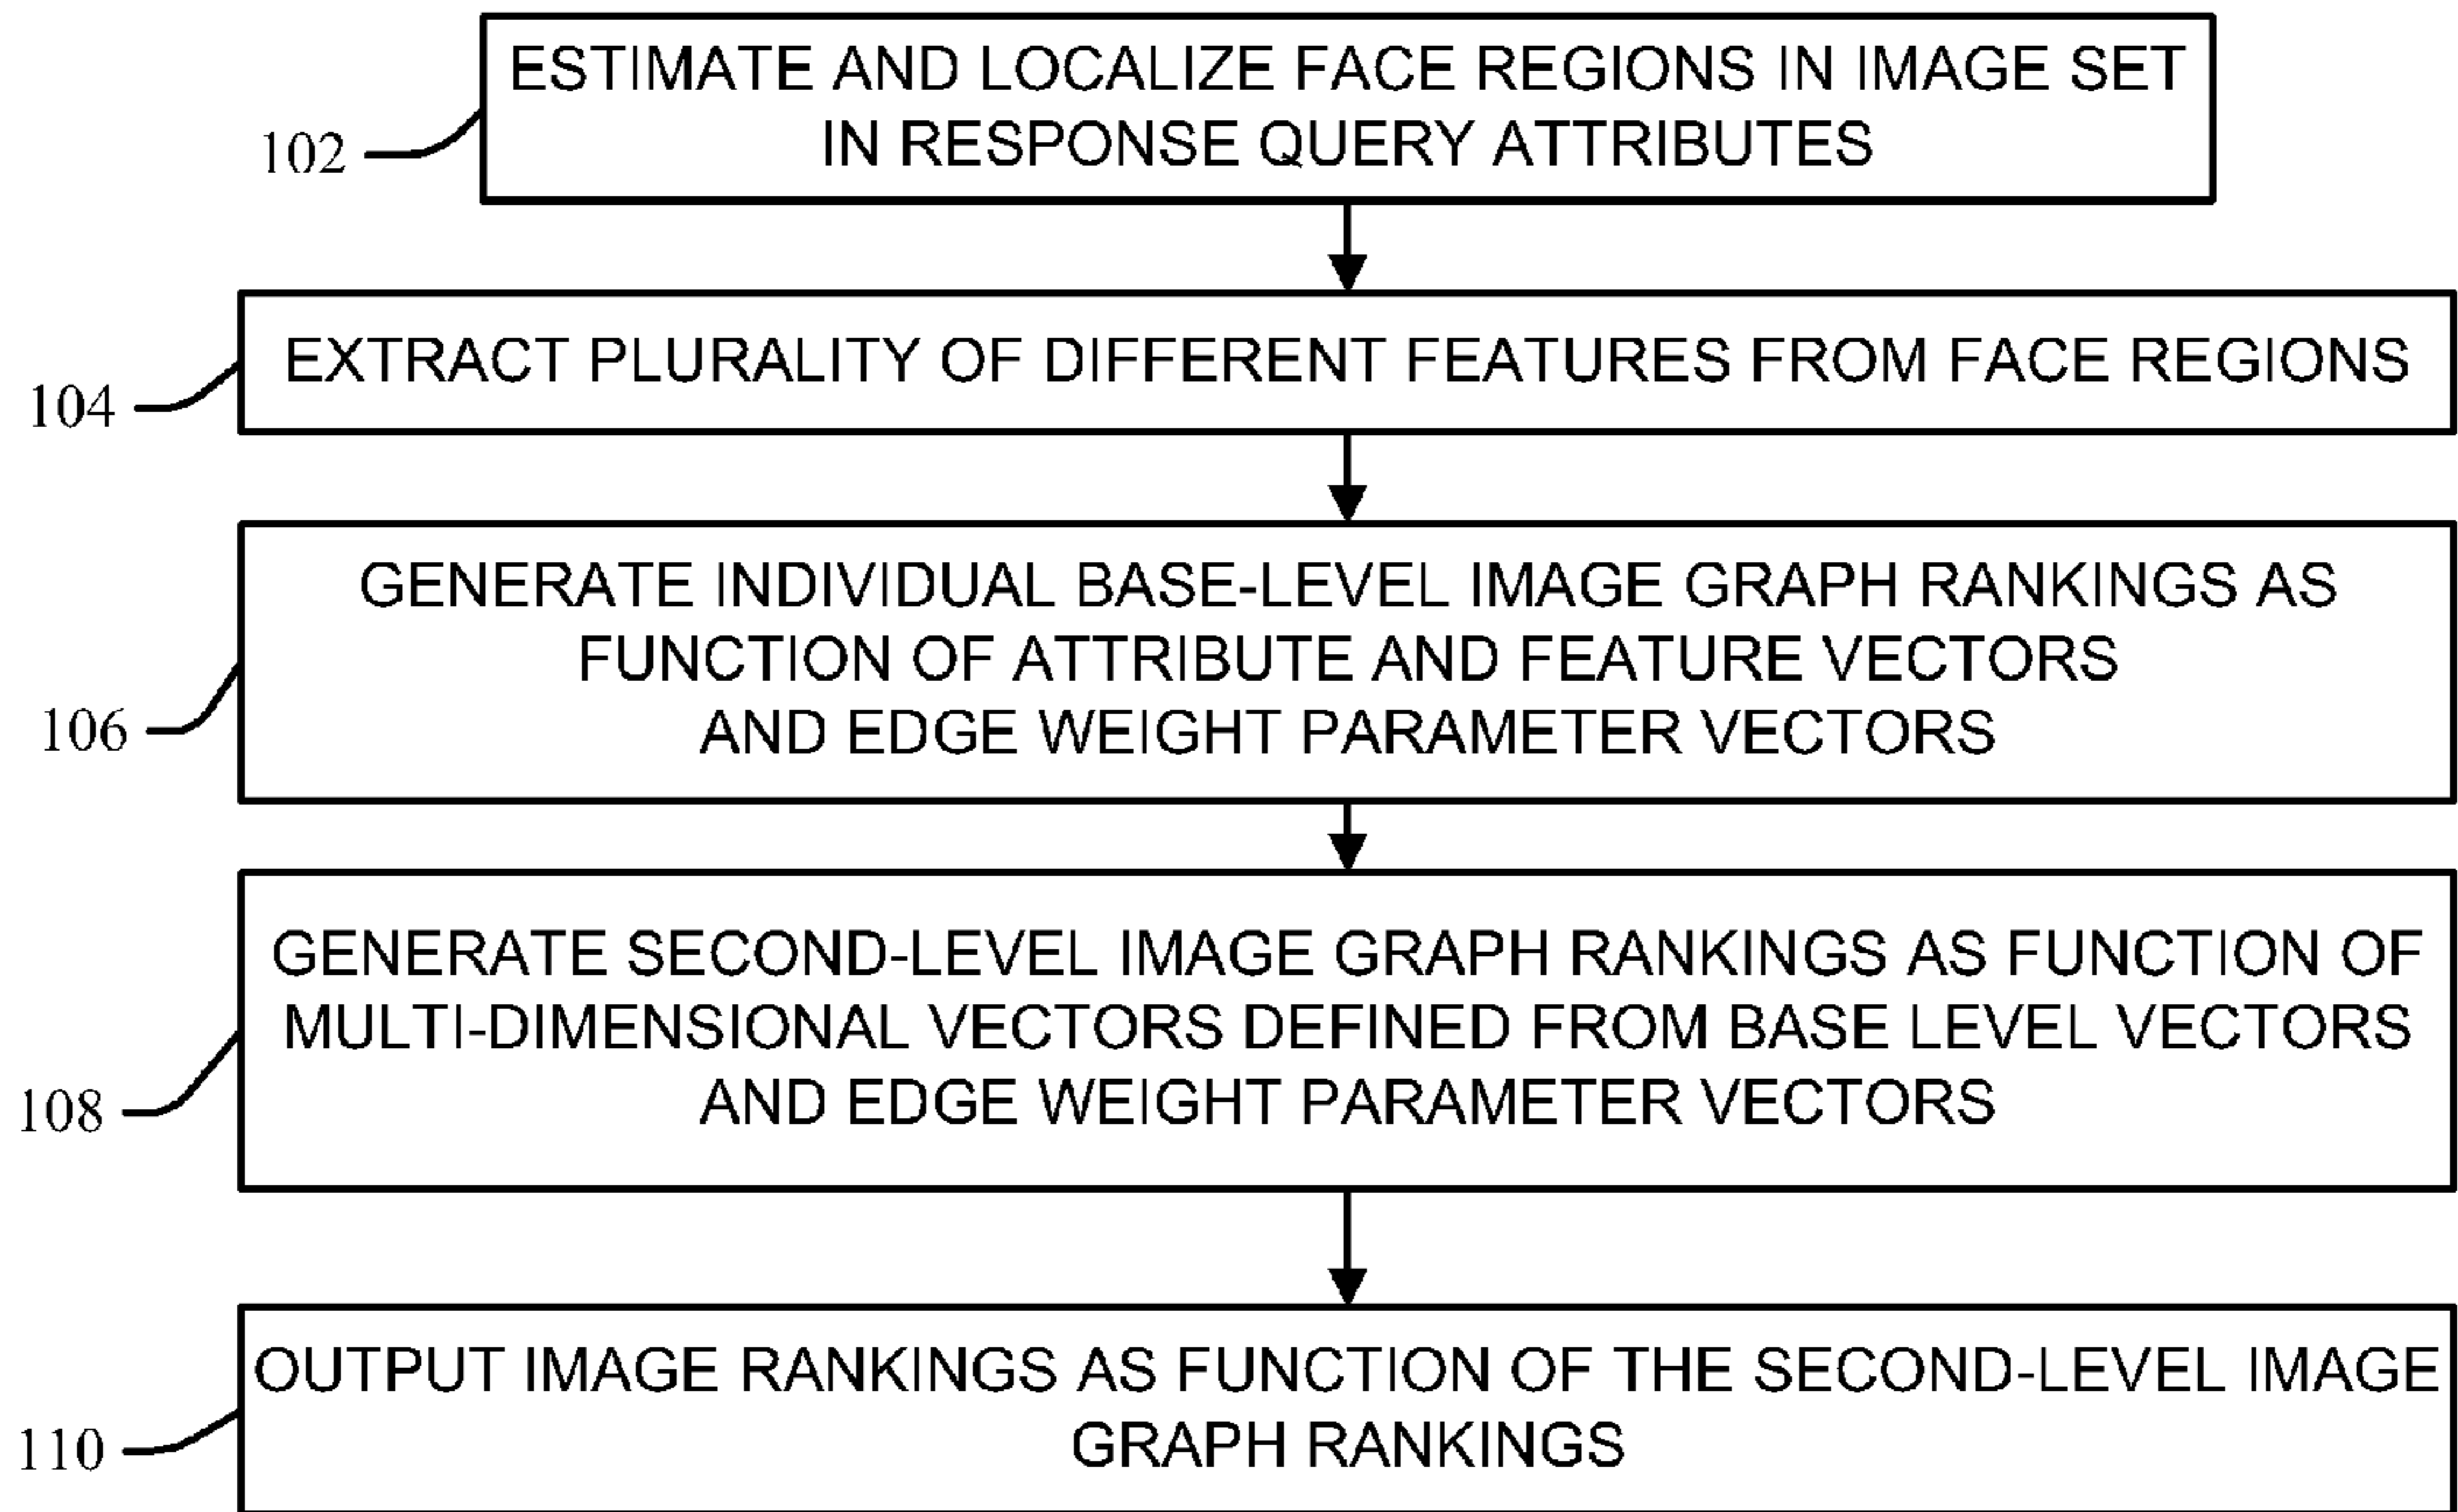 ESTIMATE AND LOCALIZE FACE REGIONS IN IMAGE SET
IN RESPONSE QUERY ATTRIBUTES
102
EXTRACT PLURALITY OF DIFFERENT FEATURES FROM FACE REGIONS
104
GENERATE INDIVIDUAL BASE-LEVEL IMAGE GRAPH RANKINGS AS
FUNCTION OF ATTRIBUTE AND FEATURE VECTORS
AND EDGE WEIGHT PARAMETER VECTORS
106
GENERATE SECOND-LEVEL IMAGE GRAPH RANKINGS AS FUNCTION OF
MULTI-DIMENSIONAL VECTORS DEFINED FROM BASE LEVEL VECTORS
AND EDGE WEIGHT PARAMETER VECTORS
108
OUTPUT IMAGE RANKINGS AS FUNCTION OF THE SECOND-LEVEL IMAGE
GRAPH RANKINGS
110